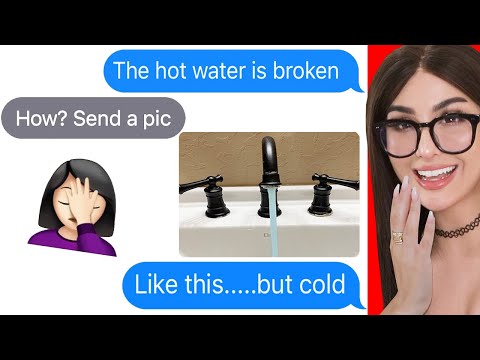 The hot water is broken
How? Send a pic
Like this.....but cold